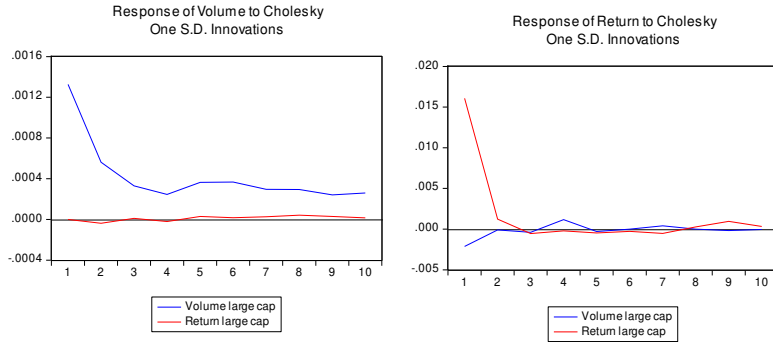 Response of Volume to Cholesky
One S.D. Innovations
.0016
.0012
.0008
.0004
.0000
-.0004
1 2 3 4 5 6 7 8 9 10
Volume large cap
Return large cap
Response of Return to Cholesky
One S.D. Innovations
.020
.015
.010
.005
.000
-.005
1 2 3 4 5 6 7 8 9 10
Volume large cap
Return large cap